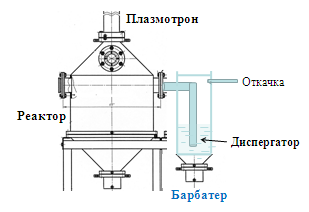 Плазмотрон
Откачка
Реактор
Диспергатор
Барбатер